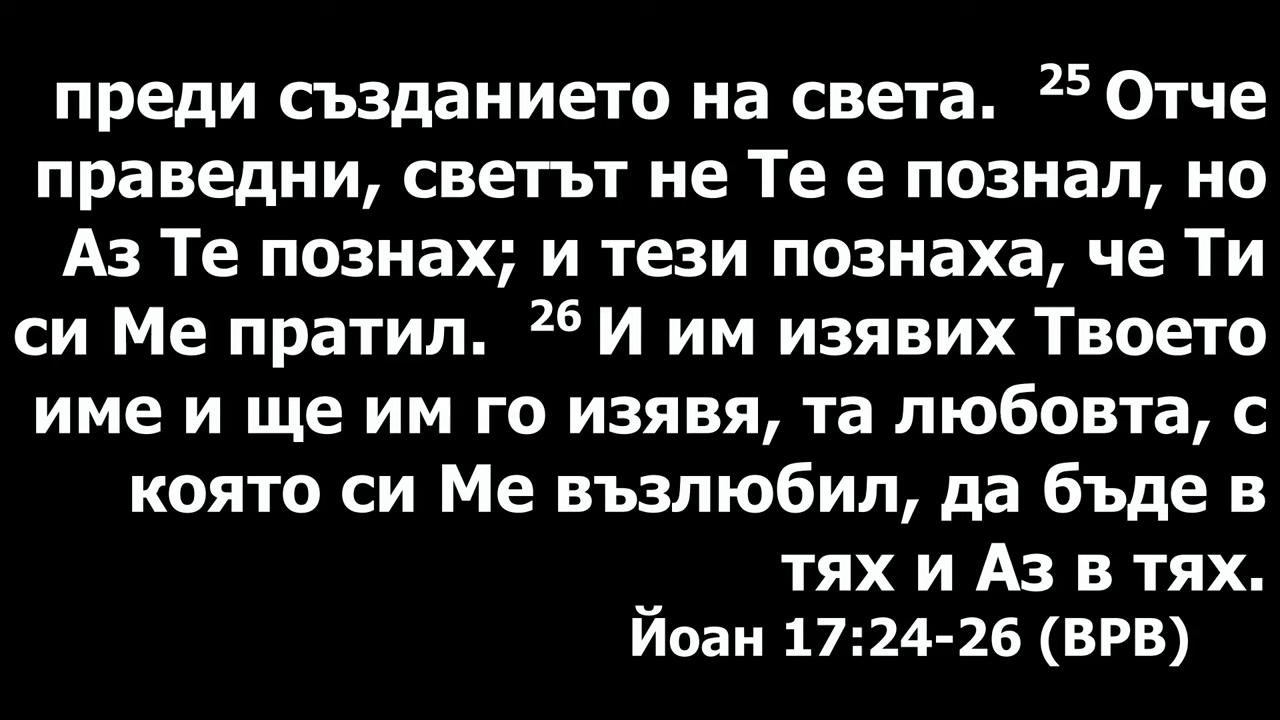 преди създанието на света. 25 Отче
праведни, светът не Те е познал, но
Аз Те познах; и тези познаха, че Ти
си Ме пратил. 26 И им изявих Твоето
име и ще им го изявя, та любовта, с
която си Ме възлюбил, да бъде в
тях и Аз в тях.
Йоан 17:24-26 (ВРВ)